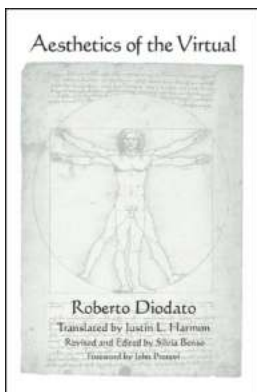 Aesthetics of the Virtual
Roberto Diodato
Translated by Justin L. Harmon
Revised and Edited by Silvia Benso
Foreword by John Protevi